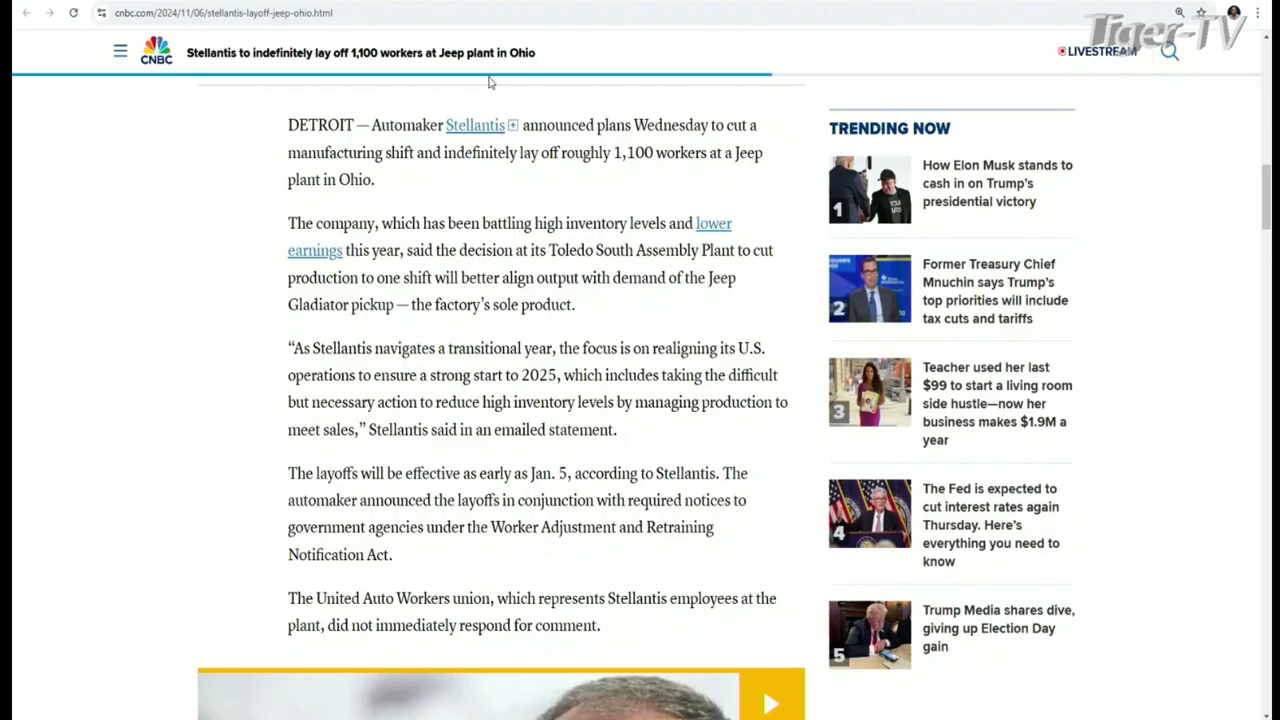 cnbc.com/2024/11/06/stellantis-layoff-jeep-ohio.html
Tiger-TV
CNBC
Stellantis to indefinitely lay off 1,100 workers at Jeep plant in Ohio
LIVESTREAM
DETROIT — Automaker Stellantis announced plans Wednesday to cut a
manufacturing shift and indefinitely lay off roughly 1,100 workers at a Jeep
plant in Ohio.
The company, which has been battling high inventory levels and lower
earnings this year, said the decision at its Toledo South Assembly Plant to cut
production to one shift will better align output with demand of the Jeep
Gladiator pickup — the factory’s sole product.
“As Stellantis navigates a transitional year, the focus is on realigning its U.S.
operations to ensure a strong start to 2025, which includes taking the difficult
but necessary action to reduce high inventory levels by managing production to
meet sales,” Stellantis said in an emailed statement.
The layoffs will be effective as early as Jan. 5, according to Stellantis. The
automaker announced the layoffs in conjunction with required notices to
government agencies under the Worker Adjustment and Retraining
Notification Act.
The United Auto Workers union, which represents Stellantis employees at the
plant, did not immediately respond for comment.
TRENDING NOW
1
How Elon Musk stands to
cash in on Trump’s
presidential victory
2
Former Treasury Chief
Mnuchin says Trump’s
top priorities will include
tax cuts and tariffs
3
Teacher used her last
$99 to start a living room
side hustle—now her
business makes $1.9M a
year
4
The Fed is expected to
cut interest rates again
Thursday. Here’s
everything you need to
know
5
Trump Media shares dive,
giving up Election Day
gain